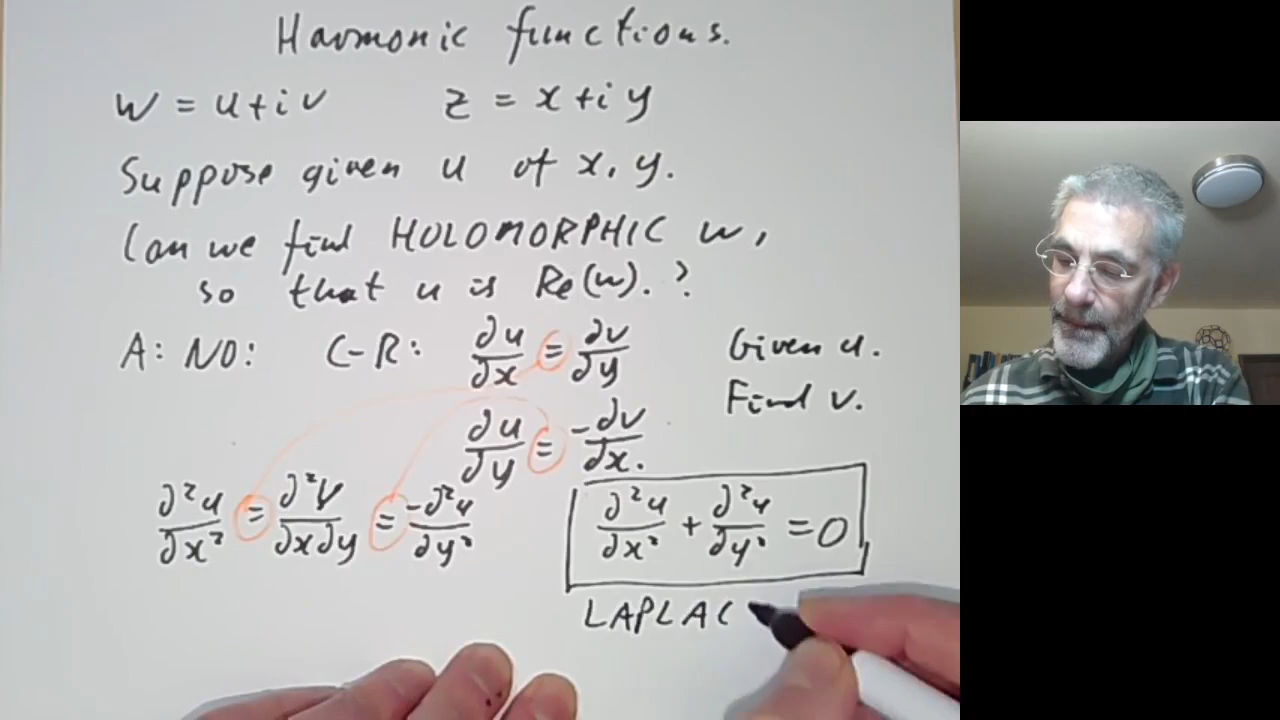 Harmonic functions.
w = u+iv z = x+iy
Suppose given u of x, y.
Can we find HOLOMORPHIC w,
so that u is Re(w). ?
A: NO: C-R: ∂u/∂x = ∂v/∂y Given u.
Find v.
∂u/∂y = -∂v/∂x.
∂²u/∂x² = ∂²v/∂x∂y = -∂²u/∂y² ∂²u/∂x² + ∂²u/∂y² = 0
LAPLAC